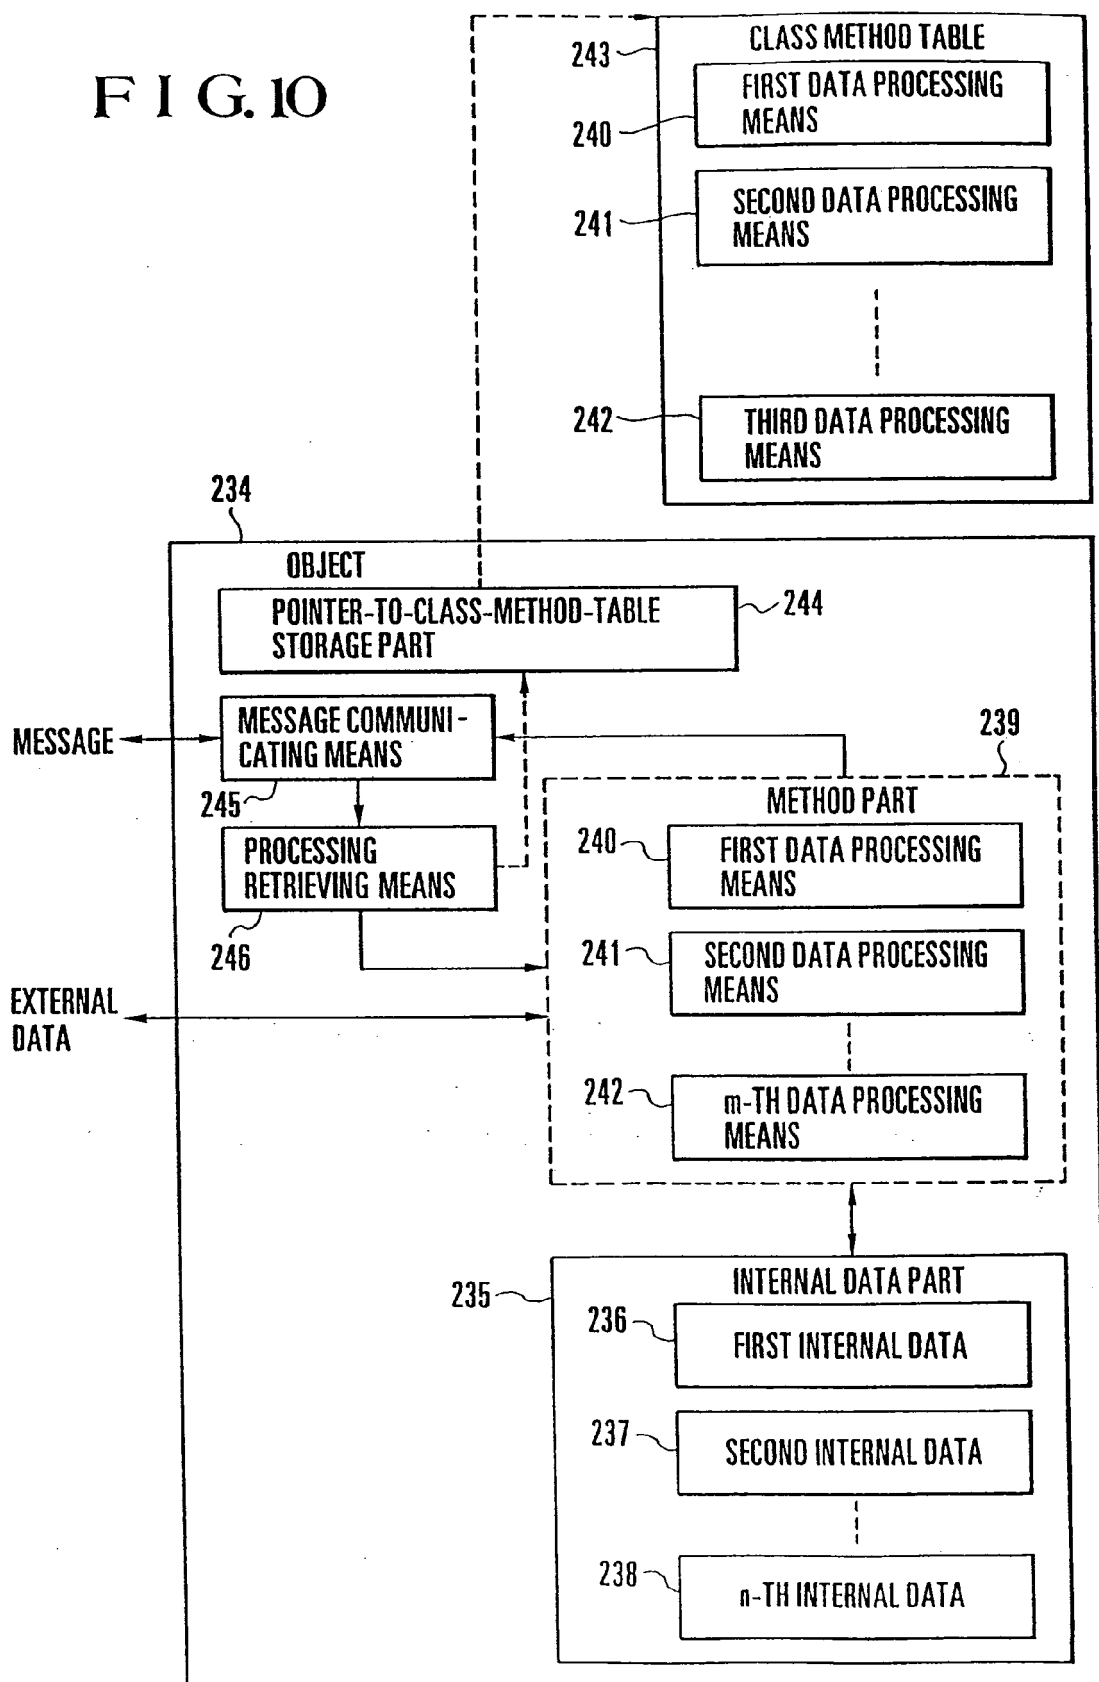 FIG.10
243
CLASS METHOD TABLE
FIRST DATA PROCESSING
MEANS
240
SECOND DATA PROCESSING
MEANS
241
242
THIRD DATA PROCESSING
MEANS
234
OBJECT
POINTER-TO-CLASS-METHOD-TABLE
STORAGE PART
244
MESSAGE
MESSAGE COMMUNI-
CATING MEANS
245
PROCESSING
RETRIEVING MEANS
246
239
METHOD PART
240
FIRST DATA PROCESSING
MEANS
241
SECOND DATA PROCESSING
MEANS
EXTERNAL
DATA
242
m-TH DATA PROCESSING
MEANS
235
INTERNAL DATA PART
236
FIRST INTERNAL DATA
237
SECOND INTERNAL DATA
238
n-TH INTERNAL DATA